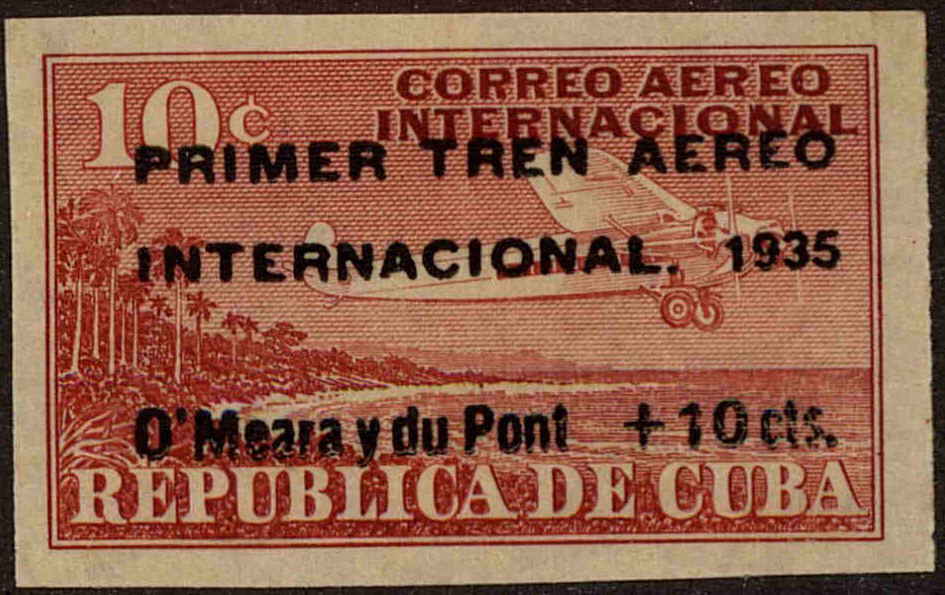 10¢
CORREO AEREO
INTERNACIONAL
PRIMER TREN AEREO
INTERNACIONAL. 1935
O'Meara y du Pont +10 cts.
REPUBLICA DE CUBA